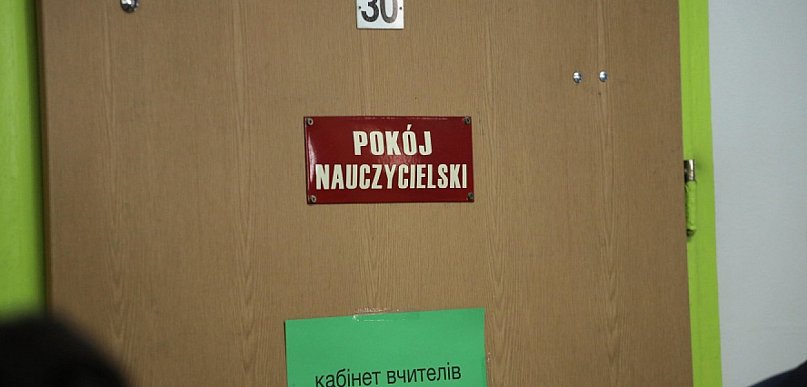 30
POKÓJ
NAUCZYCIELSKI
кабінет вчителів